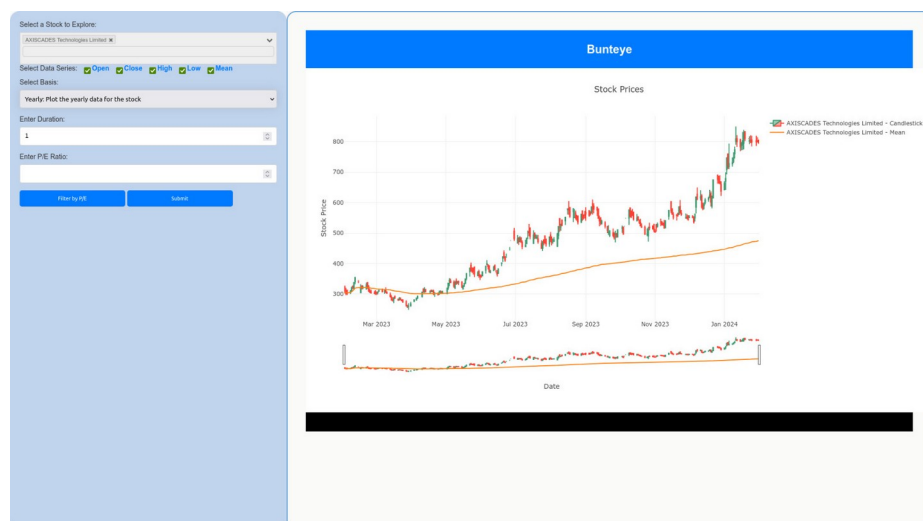 Select a Stock to Explore:
AXISCADES Technologies Limited ×
Select Data Series: Open Close High Low Mean
Select Basis:
Yearly: Plot the yearly data for the stock
Enter Duration:
1
Enter P/E Ratio:
Filter by P/E Submit
Bunteye
Stock Prices
AXISCADES Technologies Limited - Candlestick
AXISCADES Technologies Limited - Mean
Stock Price
800
700
600
500
400
300
Mar 2023 May 2023 Jul 2023 Sep 2023 Nov 2023 Jan 2024
Date